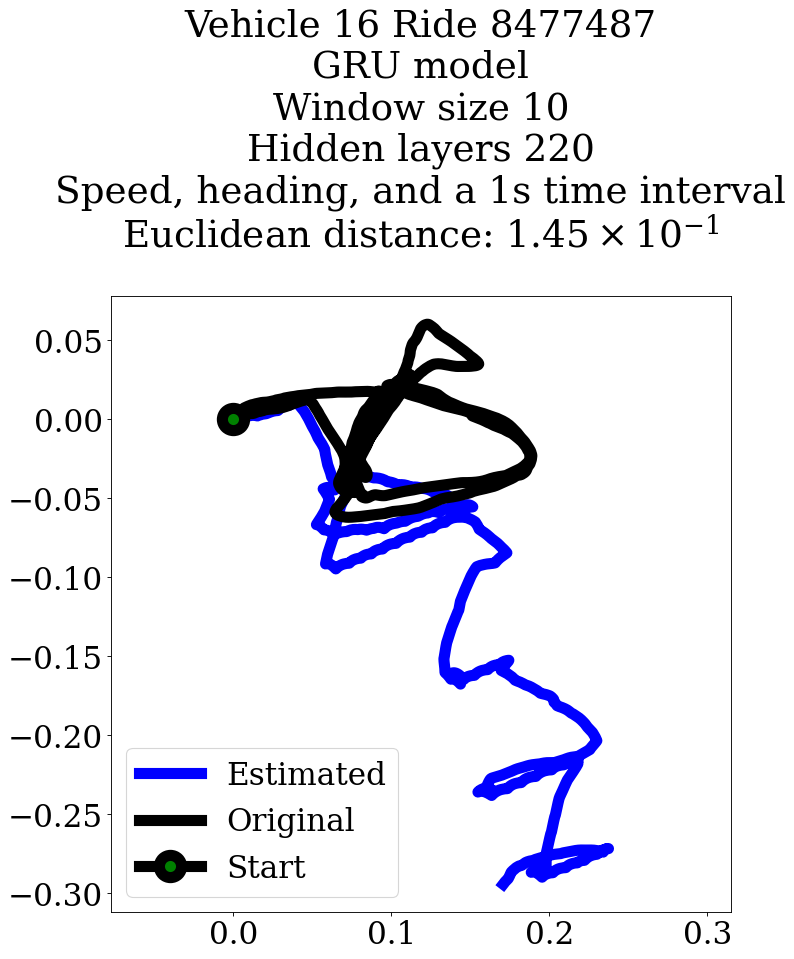 Vehicle 16 Ride 8477487
GRU model
Window size 10
Hidden layers 220
Speed, heading, and a 1s time interval
Euclidean distance: 1.45 × 10⁻¹
0.05
0.00
−0.05
−0.10
−0.15
−0.20
−0.25
−0.30
Estimated
Original
Start
0.0 0.1 0.2 0.3